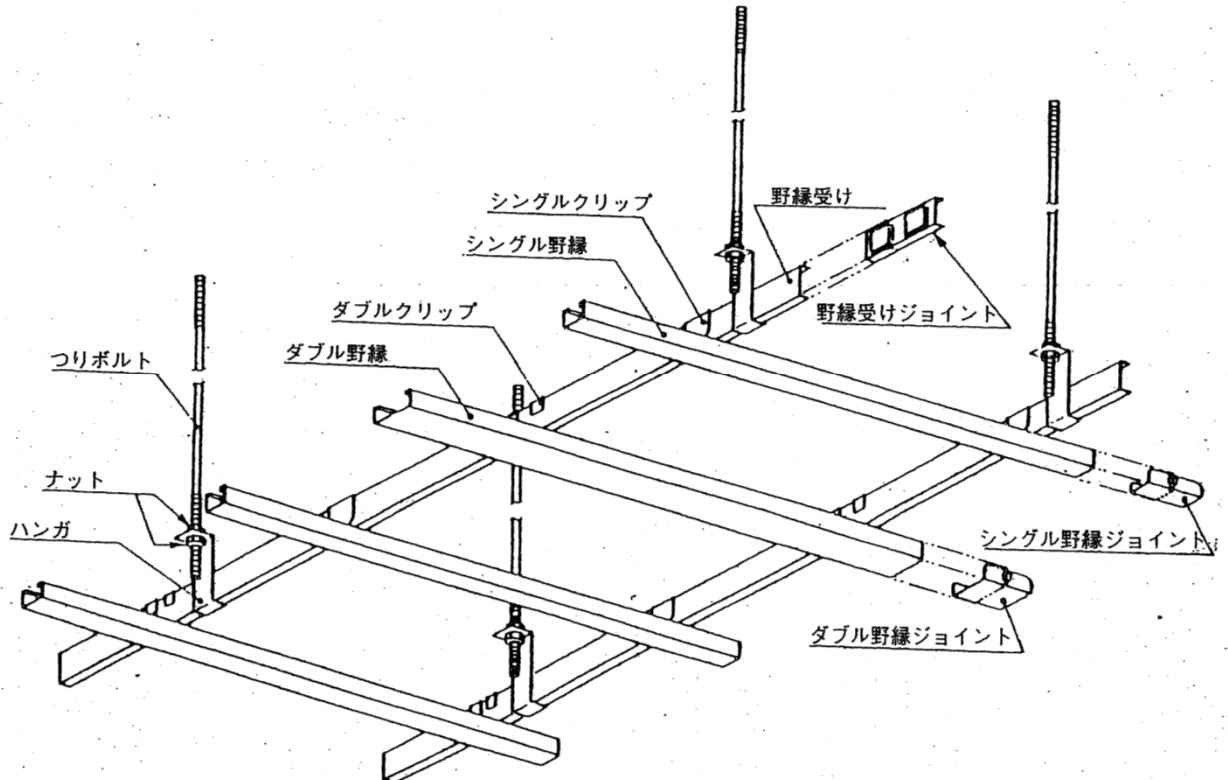 シングルクリップ
野縁受け
シングル野縁
ダブルクリップ
野縁受けジョイント
つりボルト
ダブル野縁
ナット
ハンガ
シングル野縁ジョイント
ダブル野縁ジョイント